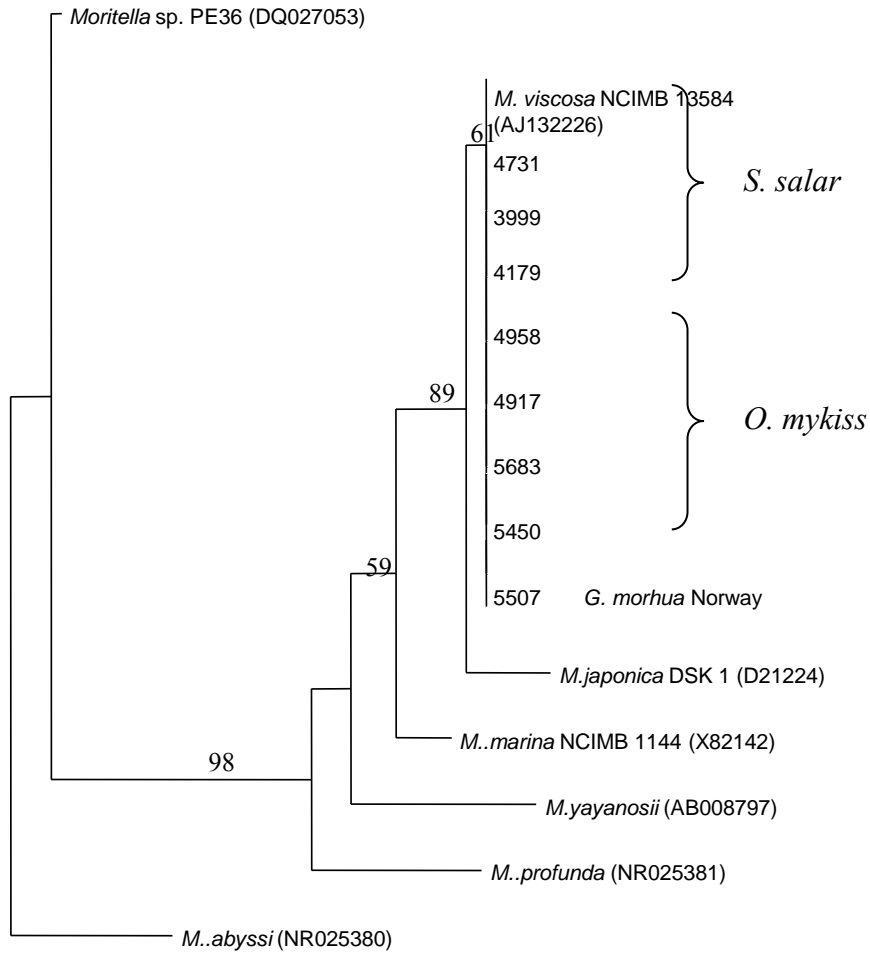 Moritella sp. PE36 (DQ027053)
M. viscosa NCIMB 13584
(AJ132226)
61
4731
S. salar
3999
4179
4958
89
4917
O. mykiss
5683
5450
59
5507 G. morhua Norway
M.japonica DSK 1 (D21224)
M..marina NCIMB 1144 (X82142)
98
M.yayanosii (AB008797)
M..profunda (NR025381)
M..abyssi (NR025380)